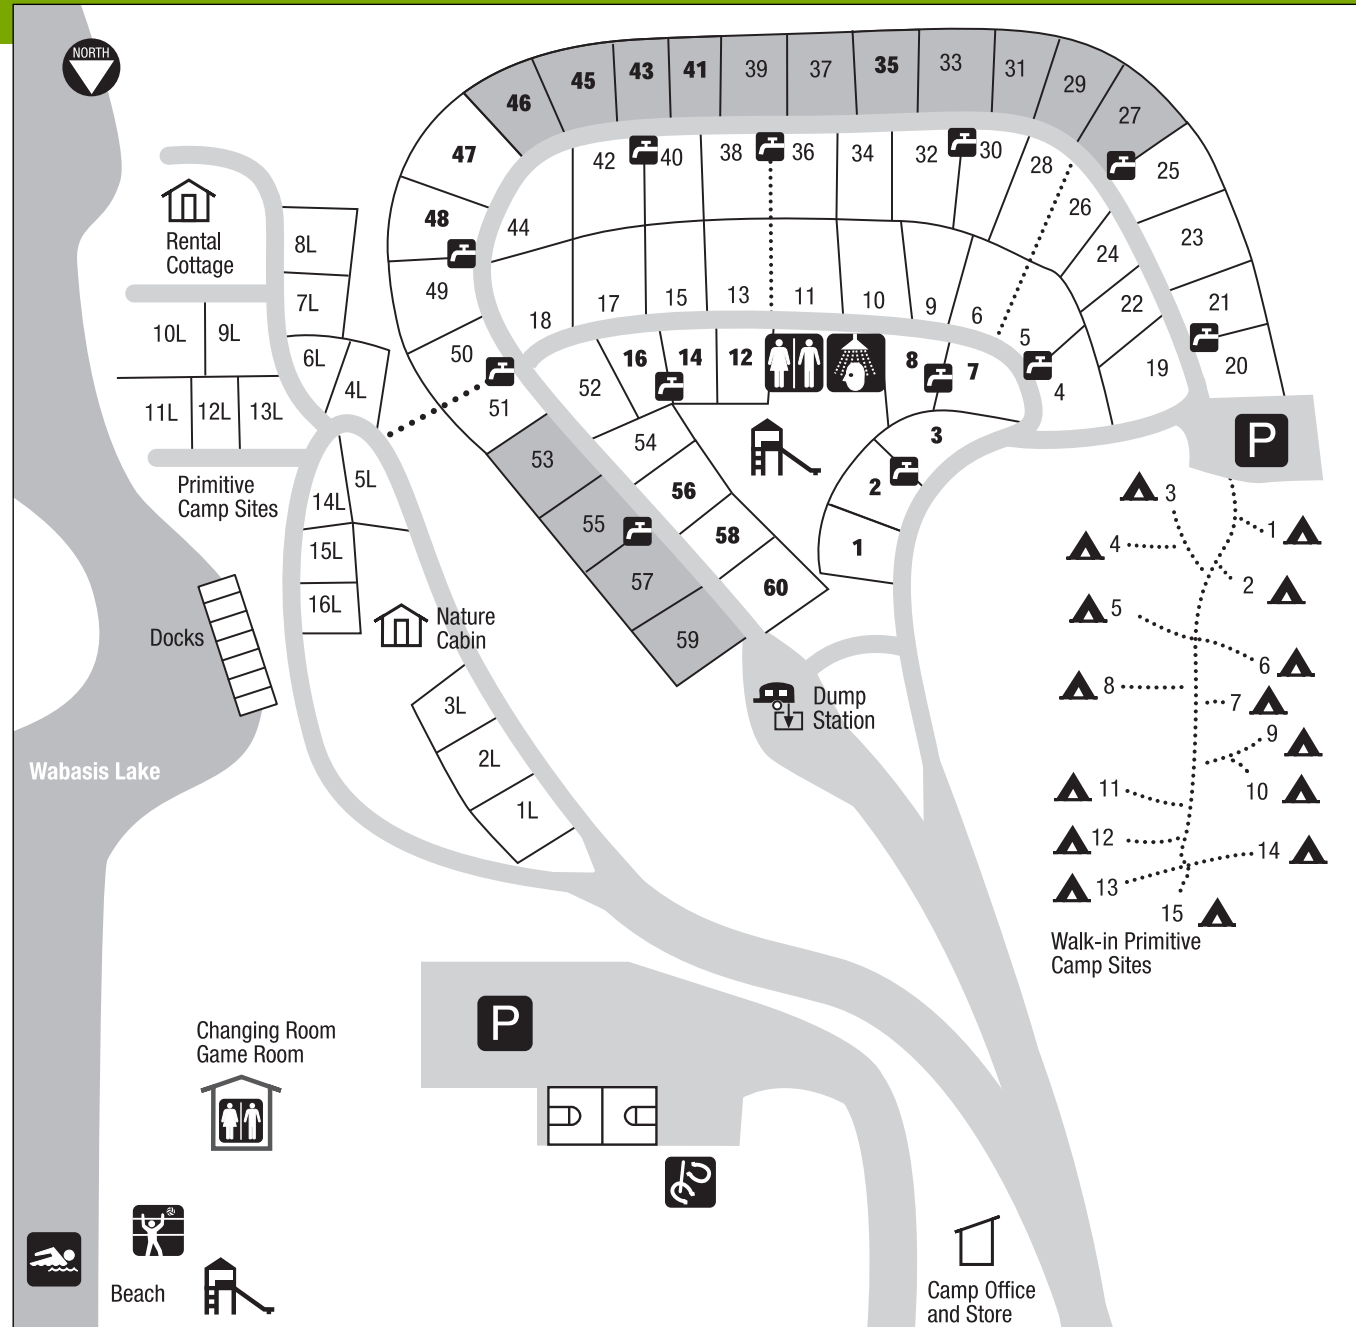 NORTH
46
45
43
41
39
37
35
33
31
29
27
47
42
40
38
36
34
32
30
28
25
26
48
44
23
24
Rental
Cottage
8L
49
18
17
15
13
11
10
9
6
5
22
21
7L
10L
9L
6L
4L
50
16
14
12
8
7
4
19
20
52
51
11L
12L
13L
54
3
P
53
2
Primitive
Camp Sites
14L
5L
56
55
58
1
15L
57
60
16L
59
Nature
Cabin
Docks
3
1
4
2
5
6
8
7
9
10
11
12
14
13
15
Walk-in Primitive
Camp Sites
Dump
Station
3L
2L
1L
Wabasis Lake
P
Changing Room
Game Room
Beach
Camp Office
and Store